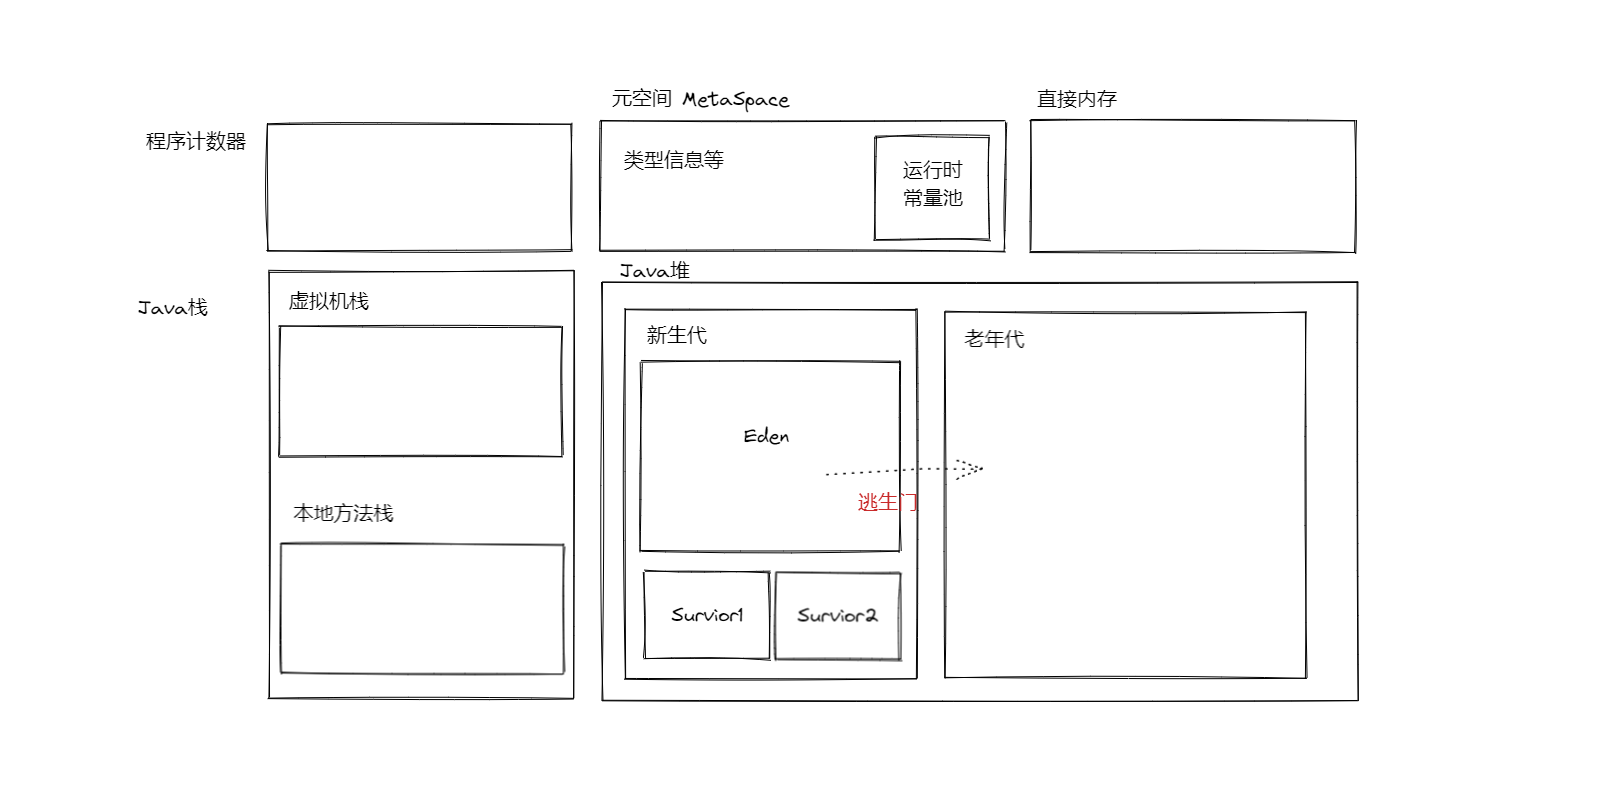 元空间 MetaSpace
直接内存
程序计数器
类型信息等
运行时
常量池
Java堆
Java栈
虚拟机栈
新生代
老年代
Eden
逃生门
本地方法栈
Survior1
Survior2